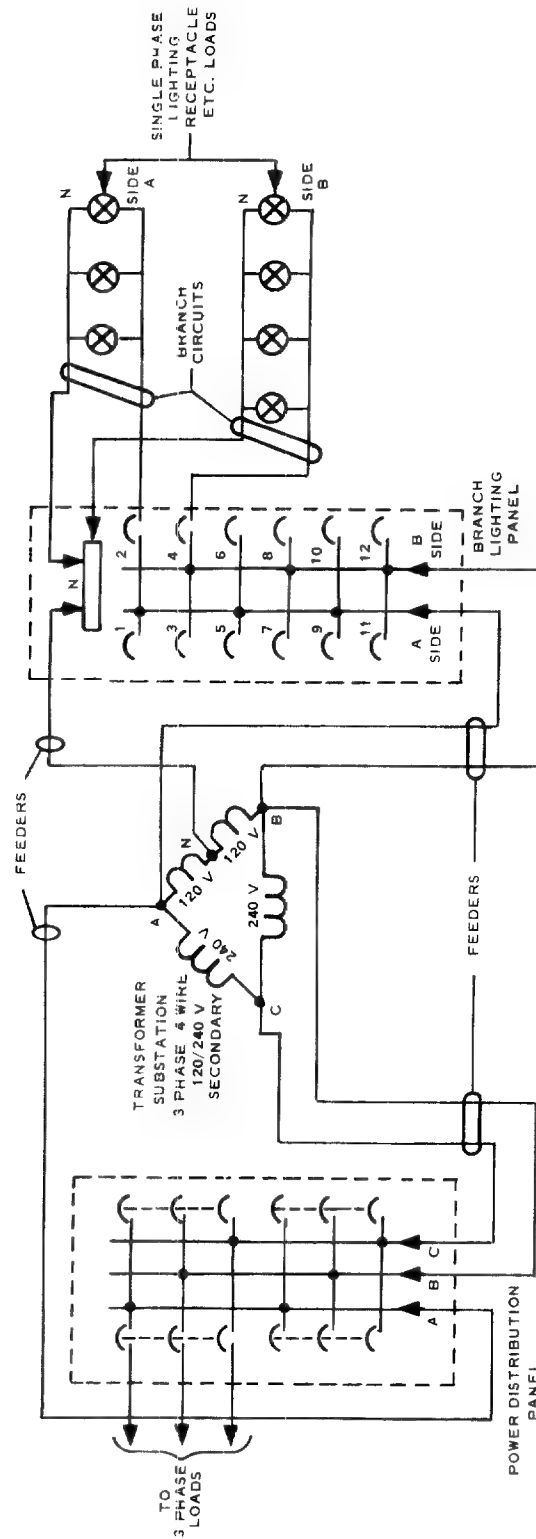 TO
3 PHASE
LOADS
POWER DISTRIBUTION
PANEL
A
B
C
FEEDERS
TRANSFORMER
SUBSTATION
3 PHASE 4 WIRE
120/240 V
SECONDARY
A
N
B
C
120 V
120 V
240 V
240 V
FEEDERS
N
1
2
3
4
5
6
7
8
9
10
11
12
A
SIDE
B
SIDE
BRANCH
LIGHTING
PANEL
BRANCH
CIRCUITS
N
SIDE
A
N
SIDE
B
SINGLE PHASE
LIGHTING
RECEPTACLE
ETC. LOADS